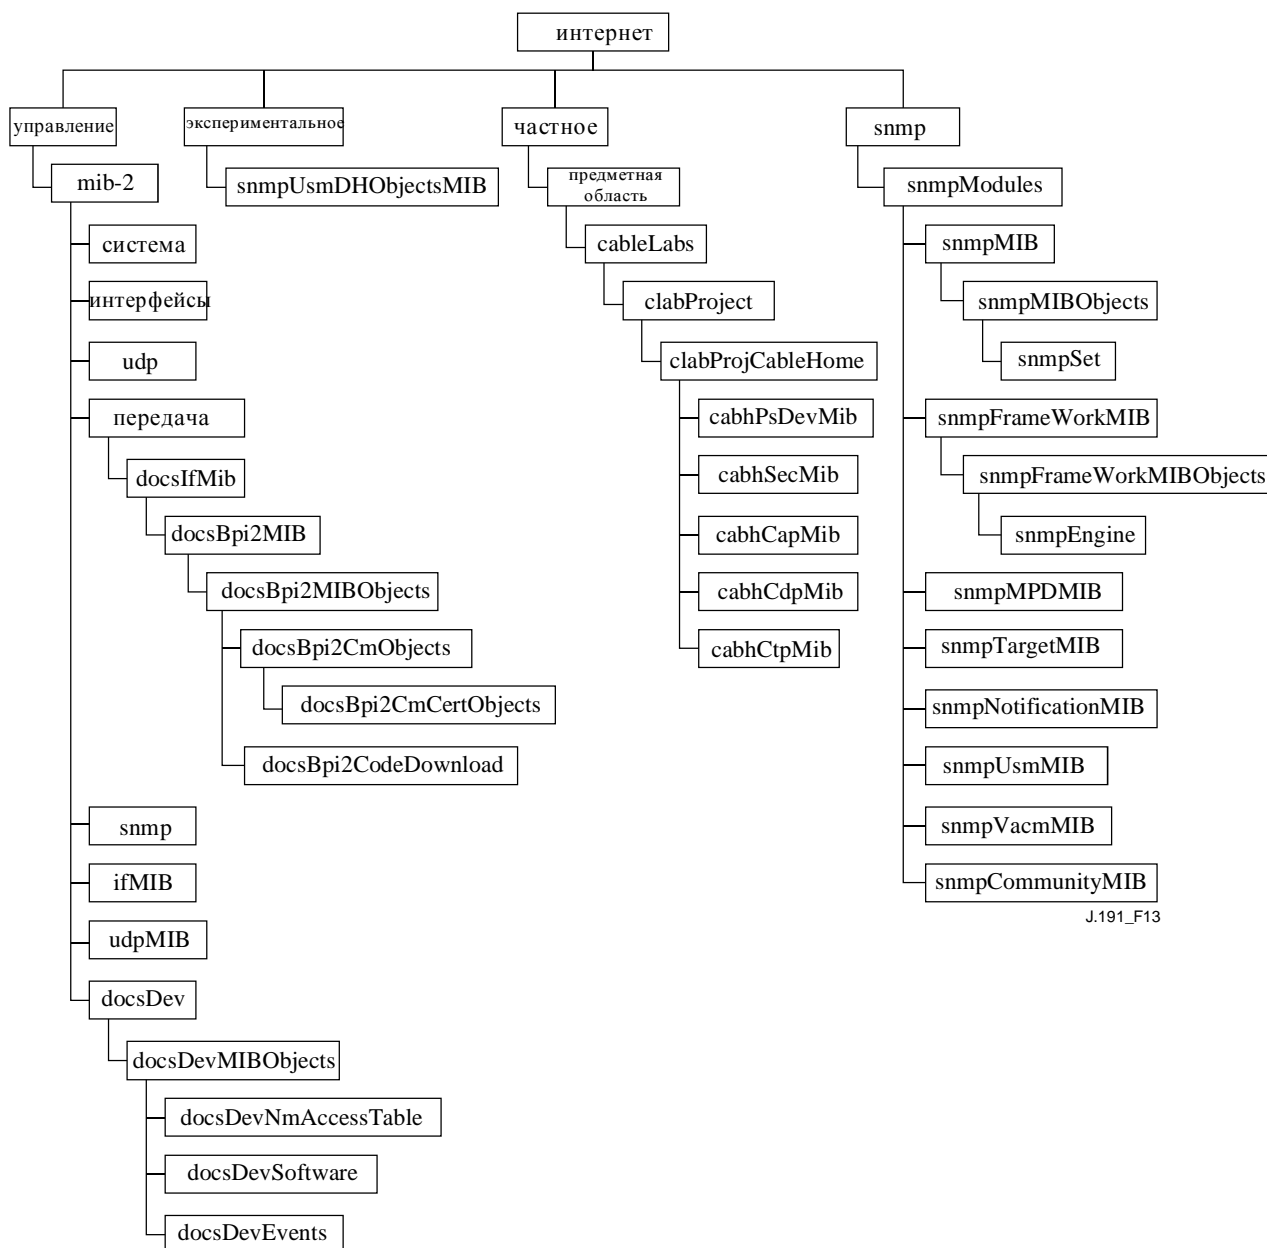 интернет
управление
экспериментальное
частное
snmp
mib-2
snmpUsmDHObjectsMIB
предметная
область
snmpModules
система
cableLabs
snmpMIB
интерфейсы
clabProject
snmpMIBObjects
udp
clabProjCableHome
snmpSet
передача
cabhPsDevMib
snmpFrameWorkMIB
docsIfMib
cabhSecMib
snmpFrameWorkMIBObjects
docsBpi2MIB
cabhCapMib
snmpEngine
docsBpi2MIBObjects
cabhCdpMib
snmpMPDMIB
docsBpi2CmObjects
cabhCtpMib
snmpTargetMIB
docsBpi2CmCertObjects
snmpNotificationMIB
docsBpi2CodeDownload
snmpUsmMIB
snmp
snmpVacmMIB
ifMIB
snmpCommunityMIB
J.191_F13
udpMIB
docsDev
docsDevMIBObjects
docsDevNmAccessTable
docsDevSoftware
docsDevEvents